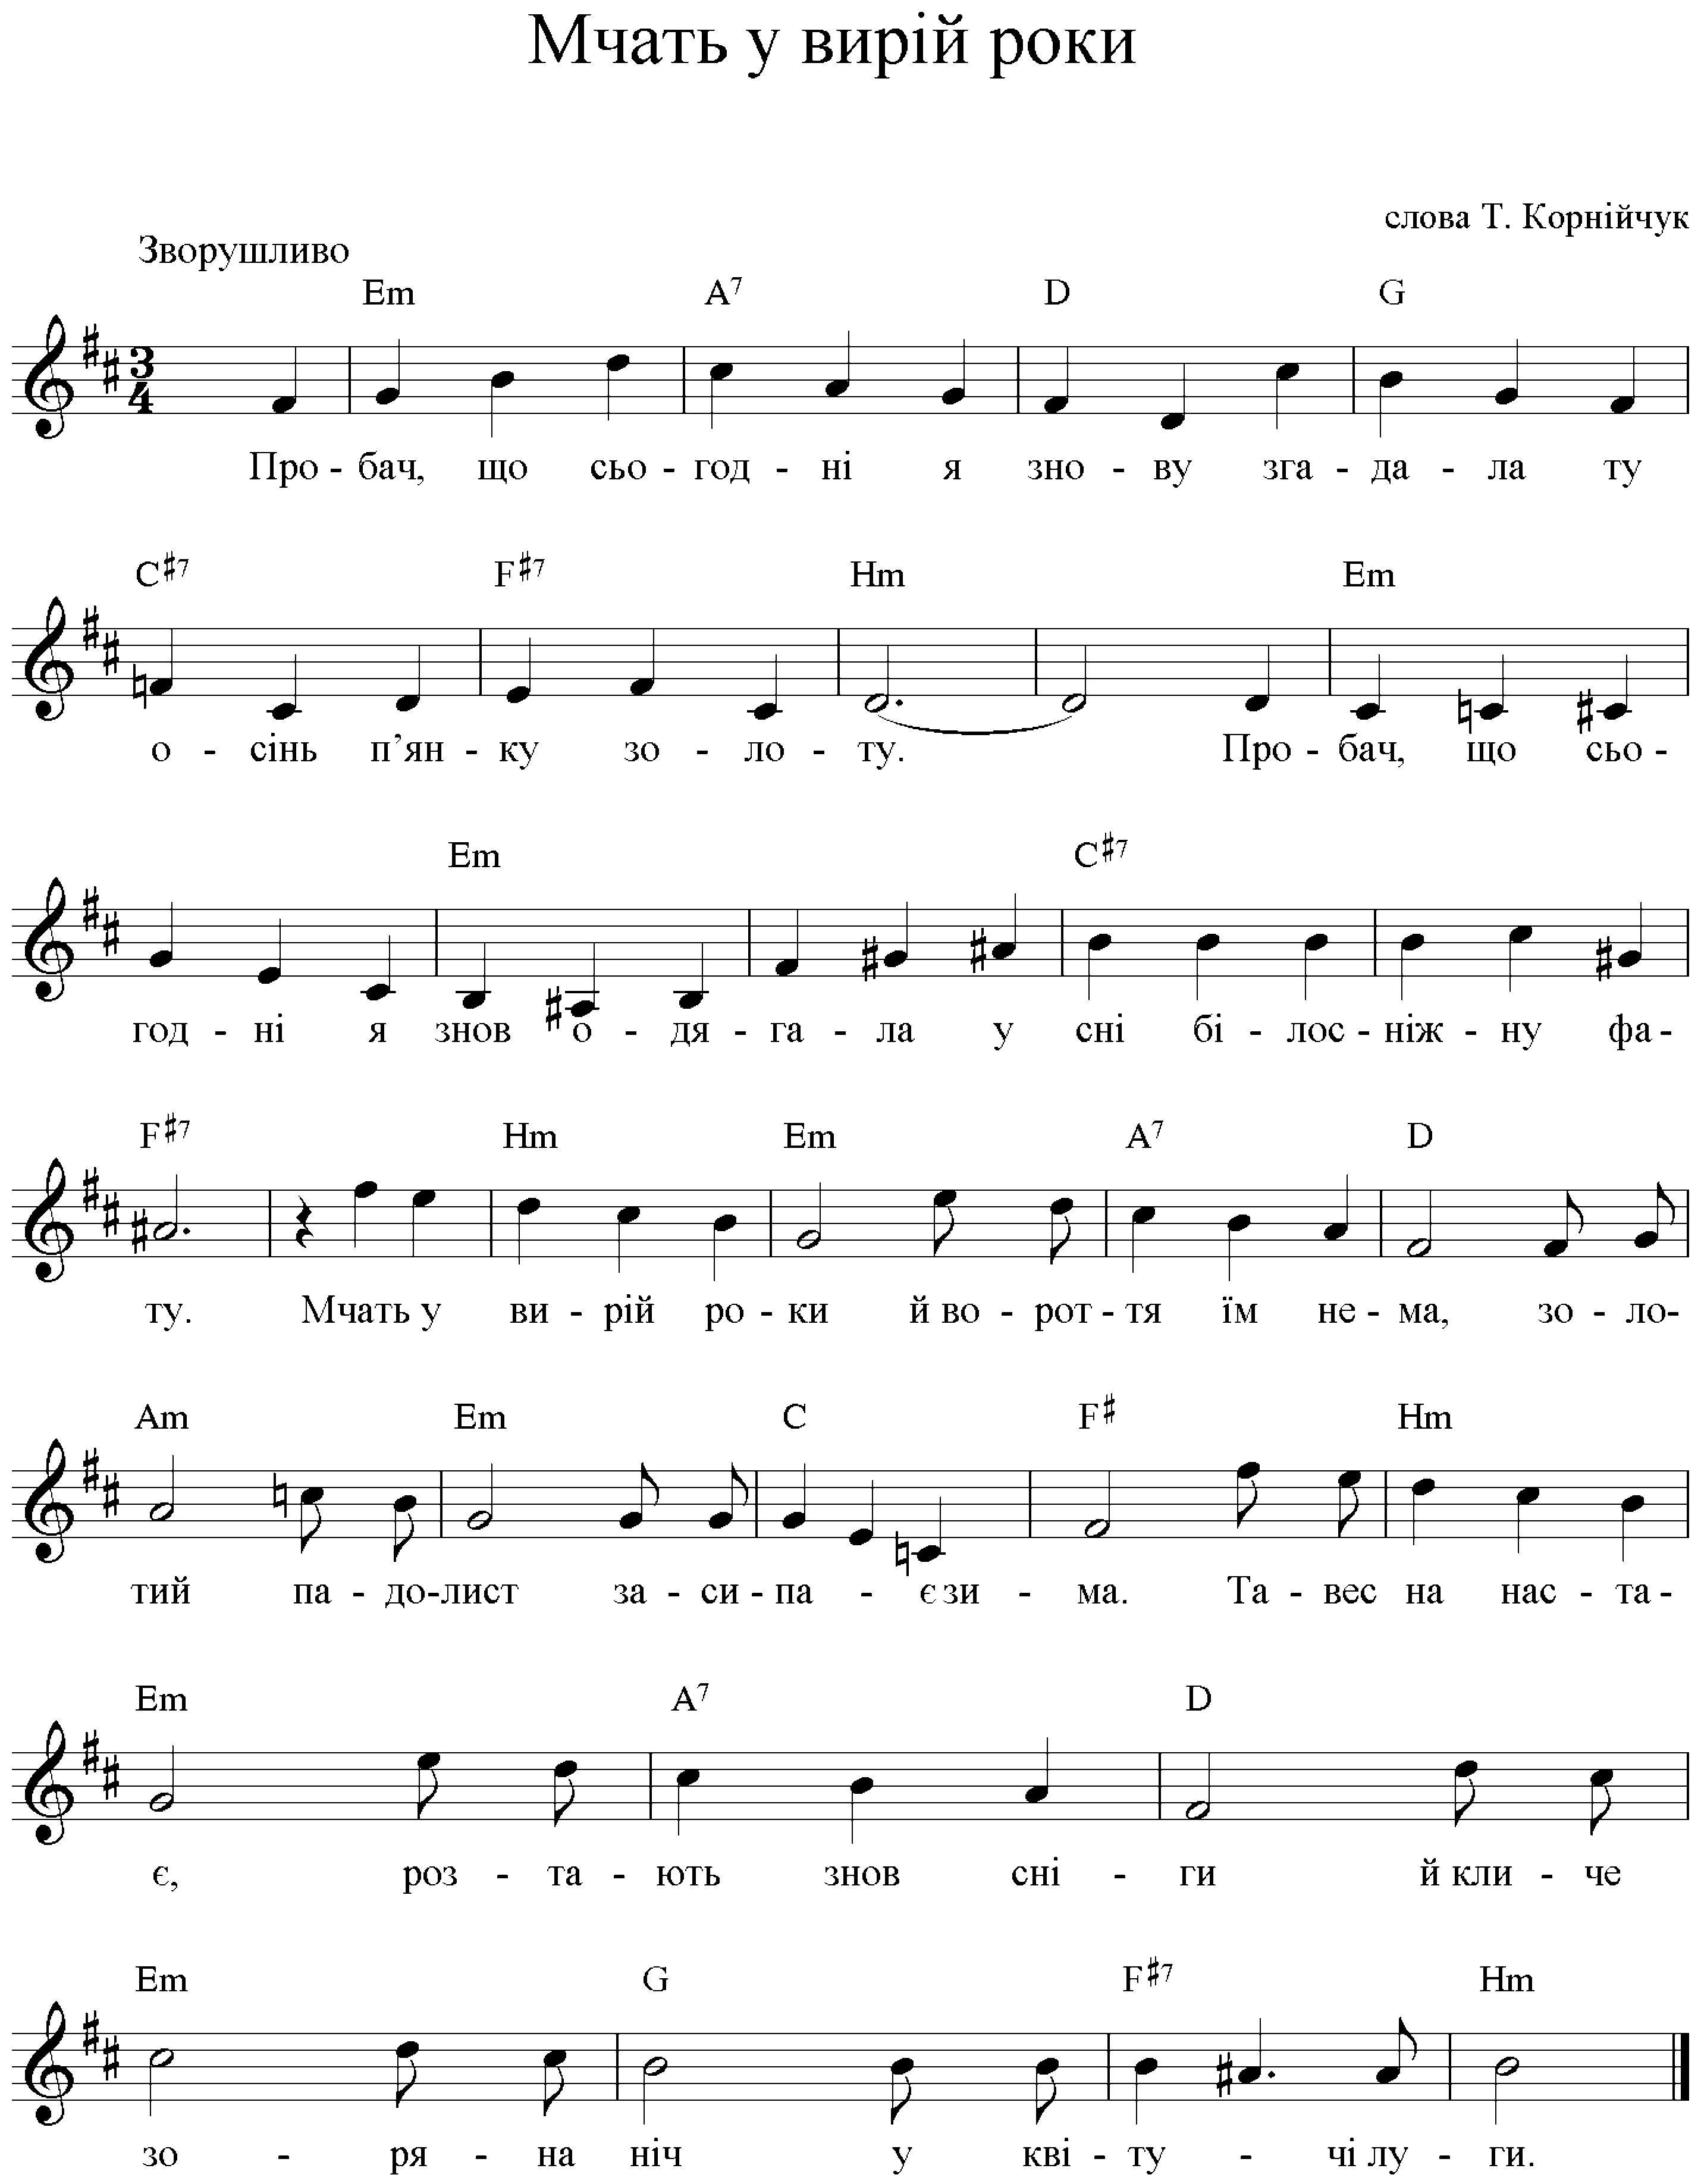 Мчать у вирій роки
слова Т. Корнійчук
Зворушливо
Em A7 D G
3 4
Про - бач, що сьо - год - ні я зно - ву зга - да - ла ту
C#7 F#7 Hm Em
о - сінь п’ян - ку зо - ло - ту. Про - бач, що сьо -
Em C#7
год - ні я знов о - дя - га - ла у сні бі - лос - ніж - ну фа -
F#7 Hm Em A7 D
ту. Мчать у ви - рій ро - ки й во - рот - тя їм не - ма, зо - ло-
Am Em C F# Hm
тий па - до-лист за - си - па - є зи - ма. Та - вес на нас - та -
Em A7 D
є, роз - та - ють знов сні - ги й кли - че
Em G F#7 Hm
зо - ря - на ніч у кві - ту - чі лу - ги.